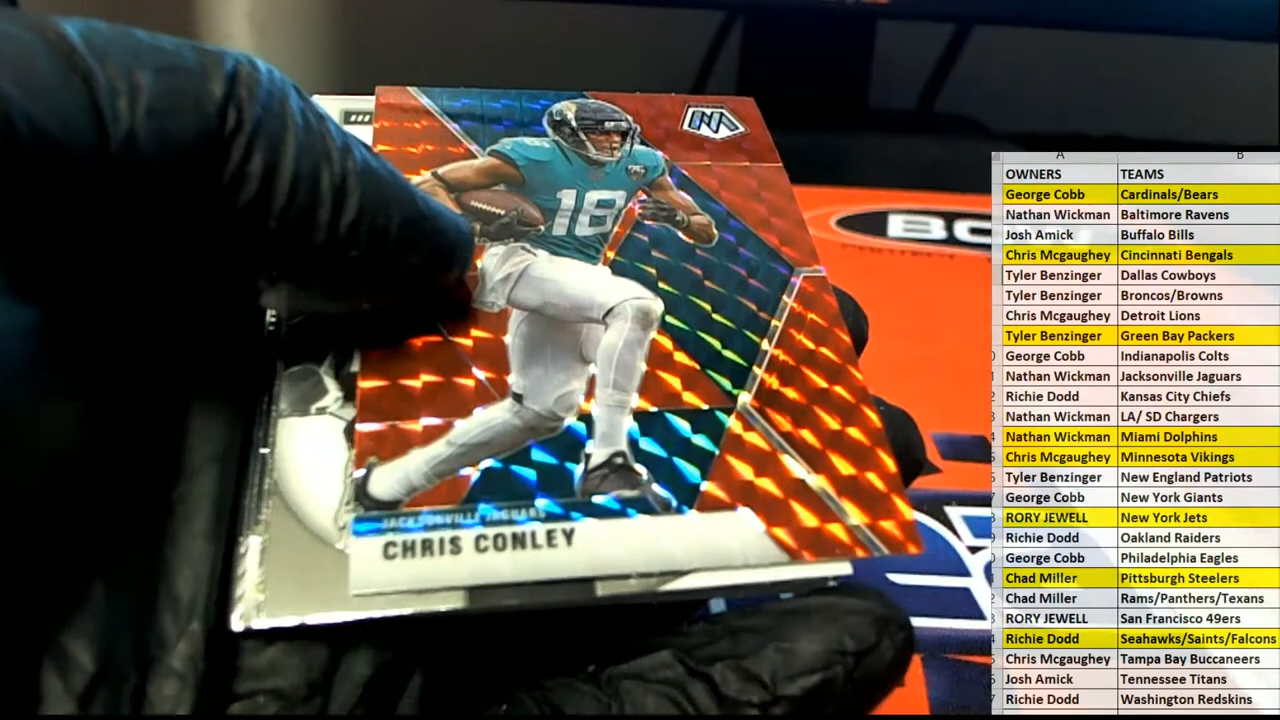 18
JACKSONVILLE JAGUARS
CHRIS CONLEY
A B
OWNERS TEAMS
George Cobb Cardinals/Bears
Nathan Wickman Baltimore Ravens
Josh Amick Buffalo Bills
Chris Mcgaughey Cincinnati Bengals
Tyler Benzinger Dallas Cowboys
Tyler Benzinger Broncos/Browns
Chris Mcgaughey Detroit Lions
Tyler Benzinger Green Bay Packers
George Cobb Indianapolis Colts
Nathan Wickman Jacksonville Jaguars
Richie Dodd Kansas City Chiefs
Nathan Wickman LA/ SD Chargers
Nathan Wickman Miami Dolphins
Chris Mcgaughey Minnesota Vikings
Tyler Benzinger New England Patriots
George Cobb New York Giants
RORY JEWELL New York Jets
Richie Dodd Oakland Raiders
George Cobb Philadelphia Eagles
Chad Miller Pittsburgh Steelers
Chad Miller Rams/Panthers/Texans
RORY JEWELL San Francisco 49ers
Richie Dodd Seahawks/Saints/Falcons
Chris Mcgaughey Tampa Bay Buccaneers
Josh Amick Tennessee Titans
Richie Dodd Washington Redskins